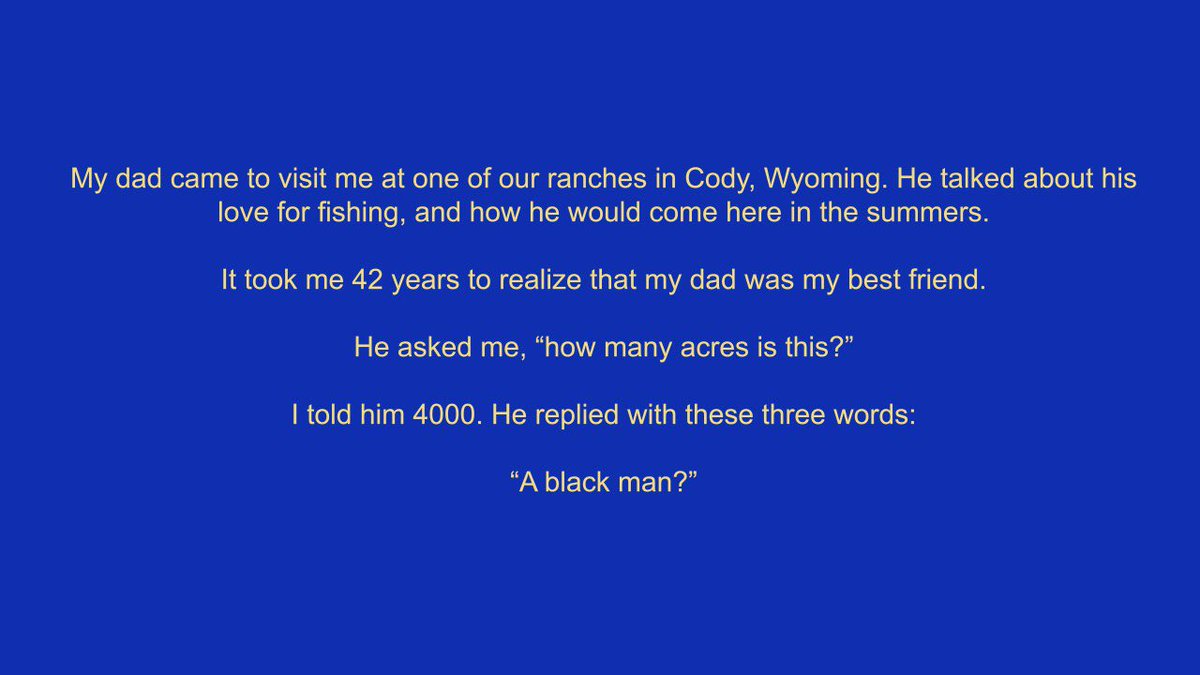 My dad came to visit me at one of our ranches in Cody, Wyoming. He talked about his
love for fishing, and how he would come here in the summers.
It took me 42 years to realize that my dad was my best friend.
He asked me, “how many acres is this?”
I told him 4000. He replied with these three words:
“A black man?”